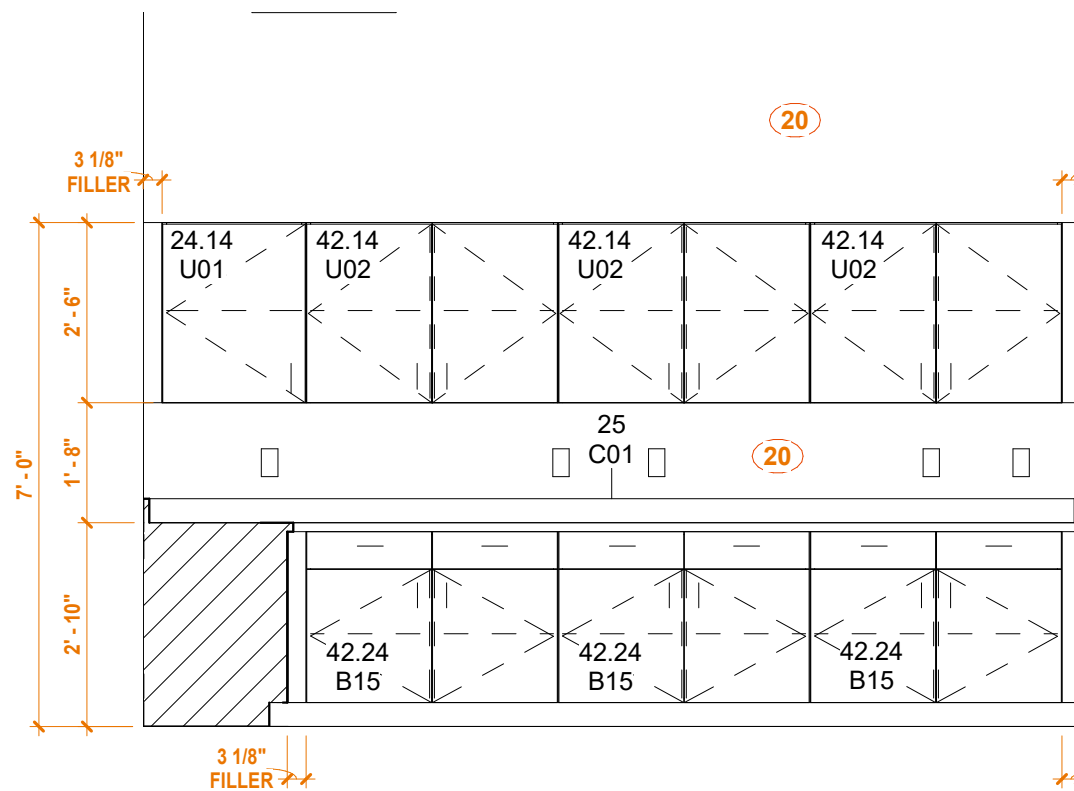 20
3 1/8"
FILLER
24.14
U01
42.14
U02
42.14
U02
42.14
U02
2' - 6"
7' - 0"
1' - 8"
25
C01
20
2' - 10"
42.24
B15
42.24
B15
42.24
B15
3 1/8"
FILLER